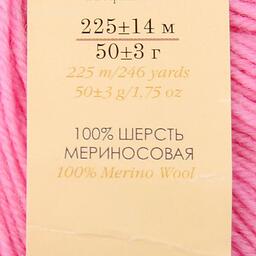 225±14 м
50±3 г
225 m/246 yards
50±3 g/1,75 oz
100% ШЕРСТЬ
МЕРИНОСОВАЯ
100% Merino Wool